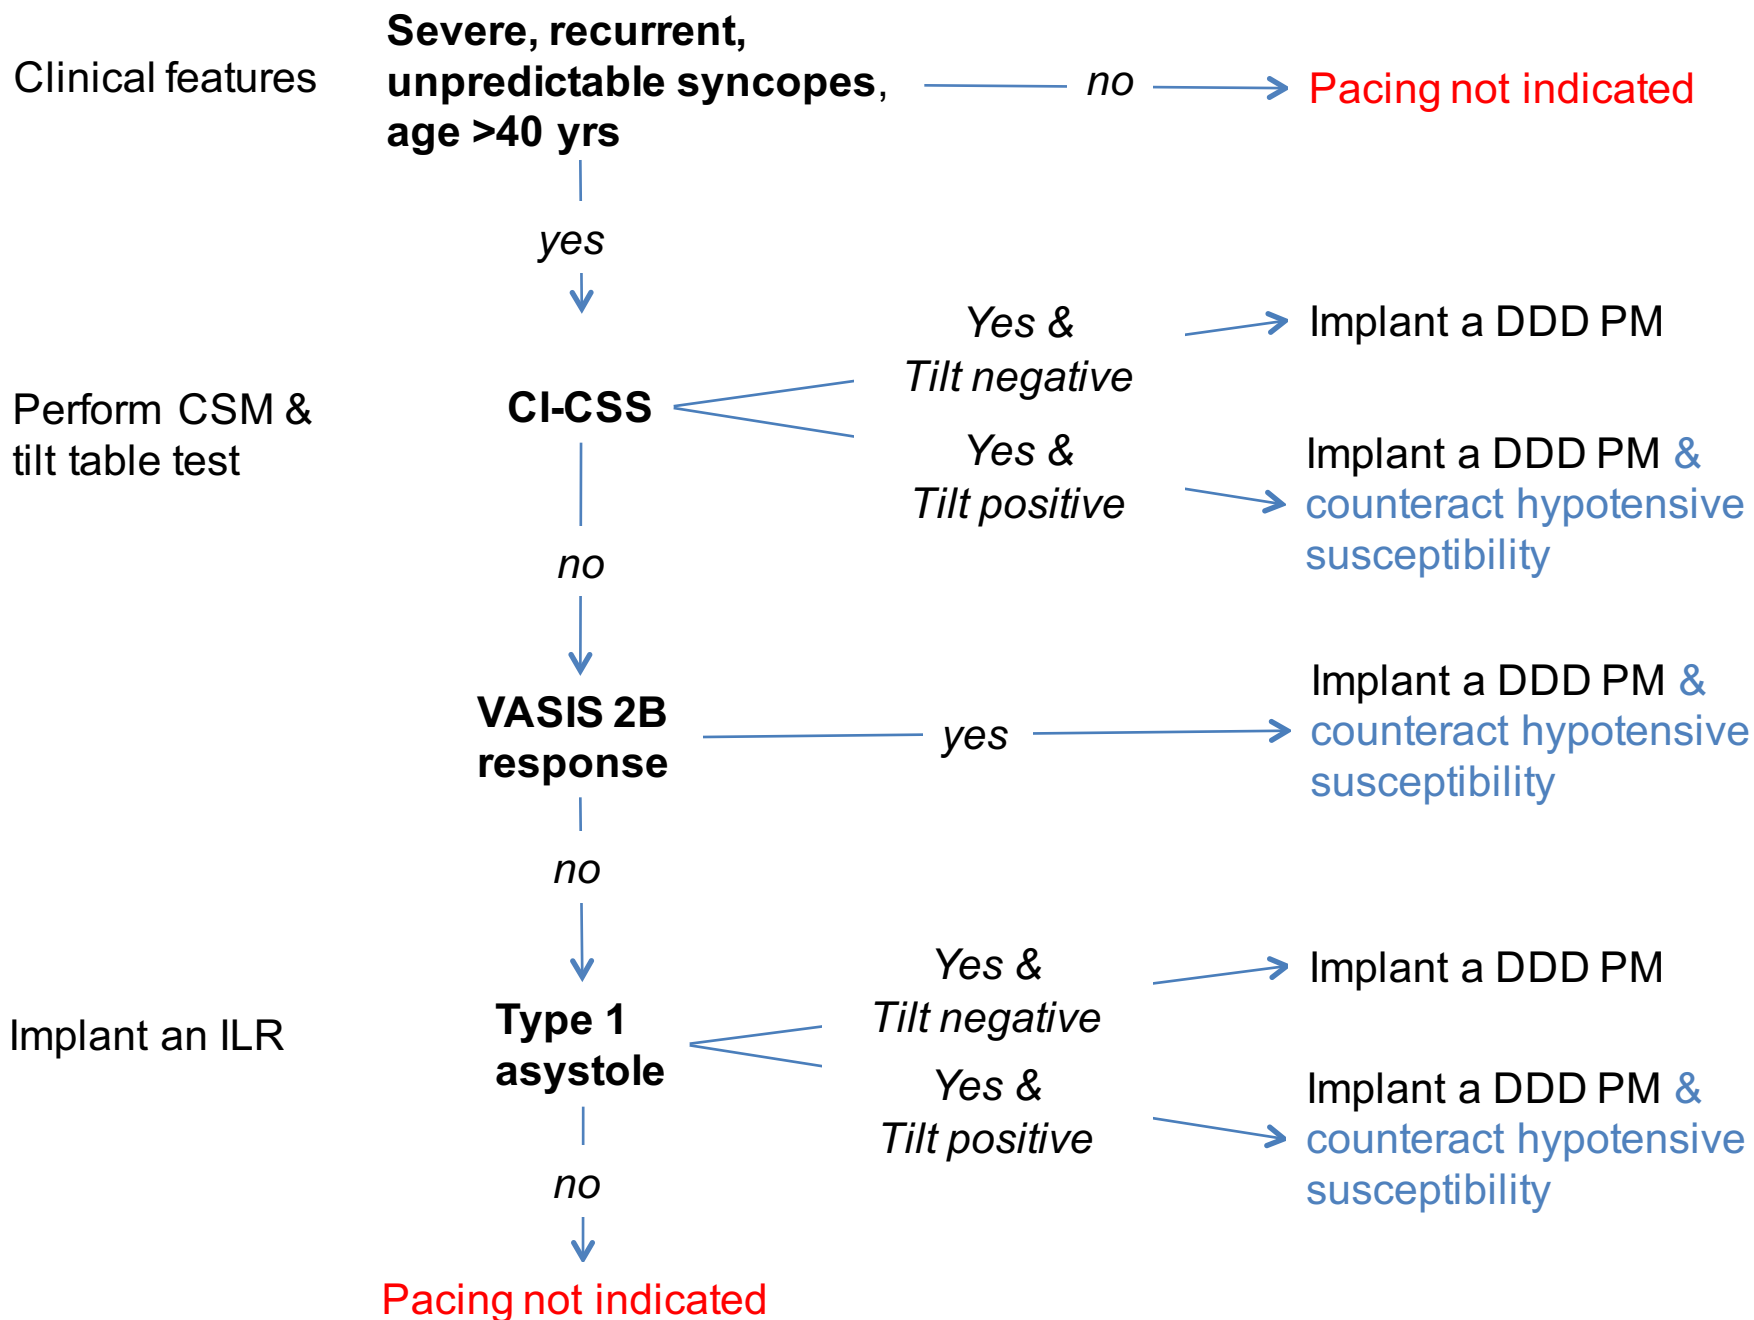 Clinical features
Severe, recurrent,
unpredictable syncopes,
age >40 yrs
no
Pacing not indicated
yes
Perform CSM &
tilt table test
CI-CSS
Yes &
Tilt negative
Implant a DDD PM
Yes &
Tilt positive
Implant a DDD PM &
counteract hypotensive
susceptibility
no
VASIS 2B
response
yes
Implant a DDD PM &
counteract hypotensive
susceptibility
no
Implant an ILR
Type 1
asystole
Yes &
Tilt negative
Implant a DDD PM
Yes &
Tilt positive
Implant a DDD PM &
counteract hypotensive
susceptibility
no
Pacing not indicated